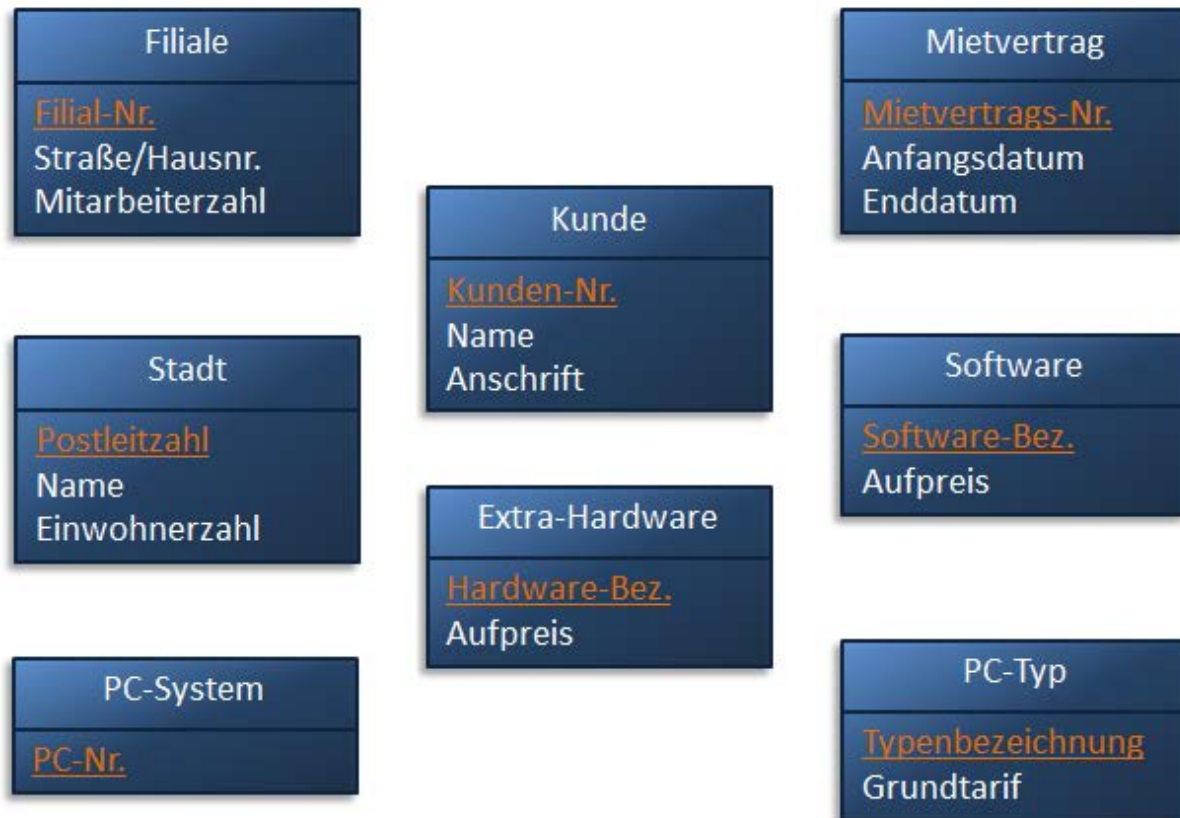 Filiale
Filial-Nr.
Straße/Hausnr.
Mitarbeiterzahl
Mietvertrag
Mietvertrags-Nr.
Anfangsdatum
Enddatum
Kunde
Kunden-Nr.
Name
Anschrift
Stadt
Postleitzahl
Name
Einwohnerzahl
Software
Software-Bez.
Aufpreis
Extra-Hardware
Hardware-Bez.
Aufpreis
PC-System
PC-Nr.
PC-Typ
Typenbezeichnung
Grundtarif